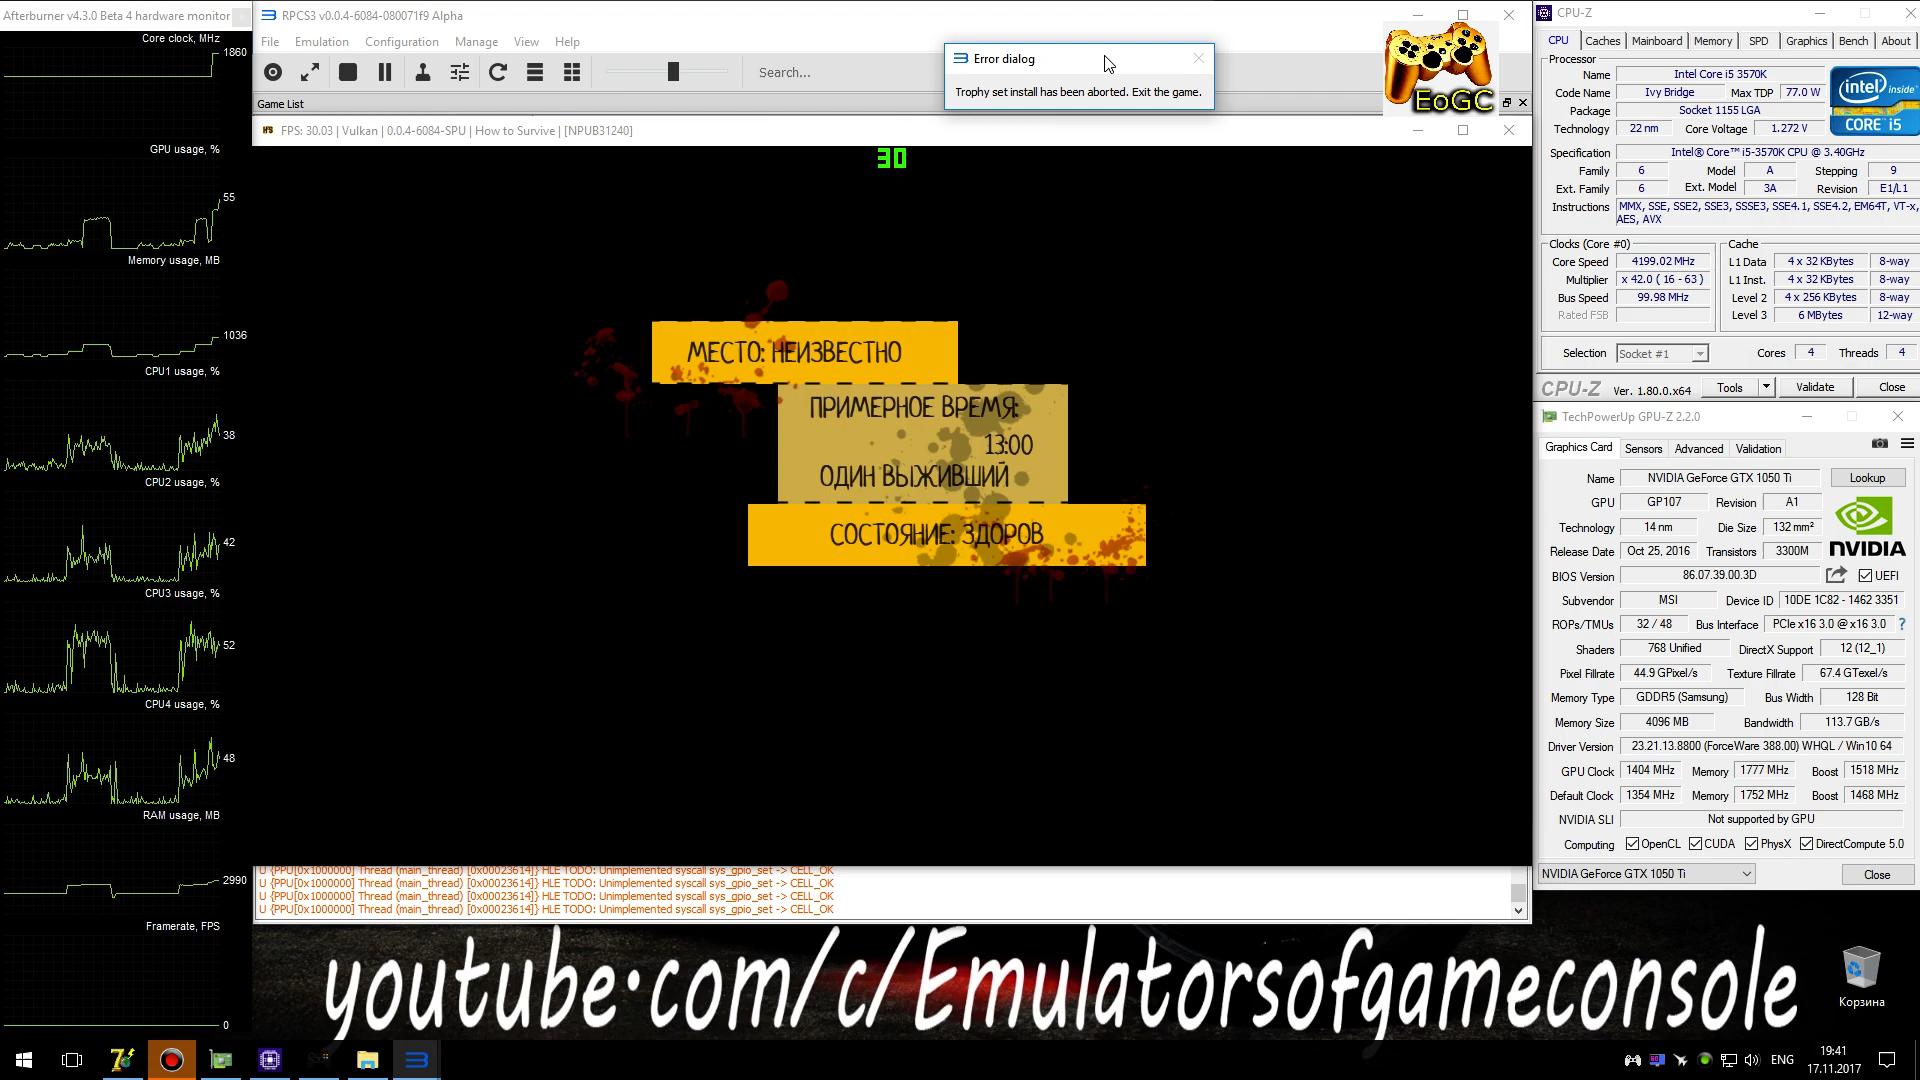 Afterburner v4.3.0 Beta 4 hardware monitor
Core clock, MHz
1860
GPU usage, %
55
Memory usage, MB
1036
CPU1 usage, %
38
CPU2 usage, %
42
CPU3 usage, %
52
CPU4 usage, %
48
RAM usage, MB
2990
Framerate, FPS
0
RPCS3 v0.0.4-6084-080071f9 Alpha
File Emulation Configuration Manage View Help
Search...
Game List
Error dialog
Trophy set install has been aborted. Exit the game.
EoGC
FPS: 30.03 | Vulkan | 0.0.4-6084-SPU | How to Survive | [NPUB31240]
30
МЕСТО: НЕИЗВЕСТНО
ПРИМЕРНОЕ ВРЕМЯ:
13:00
ОДИН ВЫЖИВШИЙ
СОСТОЯНИЕ: ЗДОРОВ
U {PPU[0x1000000] Thread (main_thread) [0x00023614]} HLE TODO: Unimplemented syscall sys_gpio_set -> CELL_OK
U {PPU[0x1000000] Thread (main_thread) [0x00023614]} HLE TODO: Unimplemented syscall sys_gpio_set -> CELL_OK
U {PPU[0x1000000] Thread (main_thread) [0x00023614]} HLE TODO: Unimplemented syscall sys_gpio_set -> CELL_OK
U {PPU[0x1000000] Thread (main_thread) [0x00023614]} HLE TODO: Unimplemented syscall sys_gpio_set -> CELL_OK
CPU-Z
CPU Caches Mainboard Memory SPD Graphics Bench About
Processor
Name Intel Core i5 3570K
Code Name Ivy Bridge Max TDP 77.0 W
Package Socket 1155 LGA
Technology 22 nm Core Voltage 1.272 V
intel inside™
CORE i5
Specification Intel® Core™ i5-3570K CPU @ 3.40GHz
Family 6 Model A Stepping 9
Ext. Family 6 Ext. Model 3A Revision E1/L1
Instructions MMX, SSE, SSE2, SSE3, SSSE3, SSE4.1, SSE4.2, EM64T, VT-x,
AES, AVX
Clocks (Core #0) Cache
Core Speed 4199.02 MHz L1 Data 4 x 32 KBytes 8-way
Multiplier x 42.0 ( 16 - 63 ) L1 Inst. 4 x 32 KBytes 8-way
Bus Speed 99.98 MHz Level 2 4 x 256 KBytes 8-way
Rated FSB Level 3 6 MBytes 12-way
Selection Socket #1 Cores 4 Threads 4
CPU-Z Ver. 1.80.0.x64 Tools Validate Close
TechPowerUp GPU-Z 2.2.0
Graphics Card Sensors Advanced Validation
Name NVIDIA GeForce GTX 1050 Ti Lookup
GPU GP107 Revision A1
Technology 14 nm Die Size 132 mm²
Release Date Oct 25, 2016 Transistors 3300M
NVIDIA
BIOS Version 86.07.39.00.3D UEFI
Subvendor MSI Device ID 10DE 1C82 - 1462 3351
ROPs/TMUs 32 / 48 Bus Interface PCIe x16 3.0 @ x16 3.0 ?
Shaders 768 Unified DirectX Support 12 (12_1)
Pixel Fillrate 44.9 GPixel/s Texture Fillrate 67.4 GTexel/s
Memory Type GDDR5 (Samsung) Bus Width 128 Bit
Memory Size 4096 MB Bandwidth 113.7 GB/s
Driver Version 23.21.13.8800 (ForceWare 388.00) WHQL / Win10 64
GPU Clock 1404 MHz Memory 1777 MHz Boost 1518 MHz
Default Clock 1354 MHz Memory 1752 MHz Boost 1468 MHz
NVIDIA SLI Not supported by GPU
Computing OpenCL CUDA PhysX DirectCompute 5.0
NVIDIA GeForce GTX 1050 Ti Close
youtube.com/c/Emulatorsofgameconsole
Корзина
ENG
19:41
17.11.2017